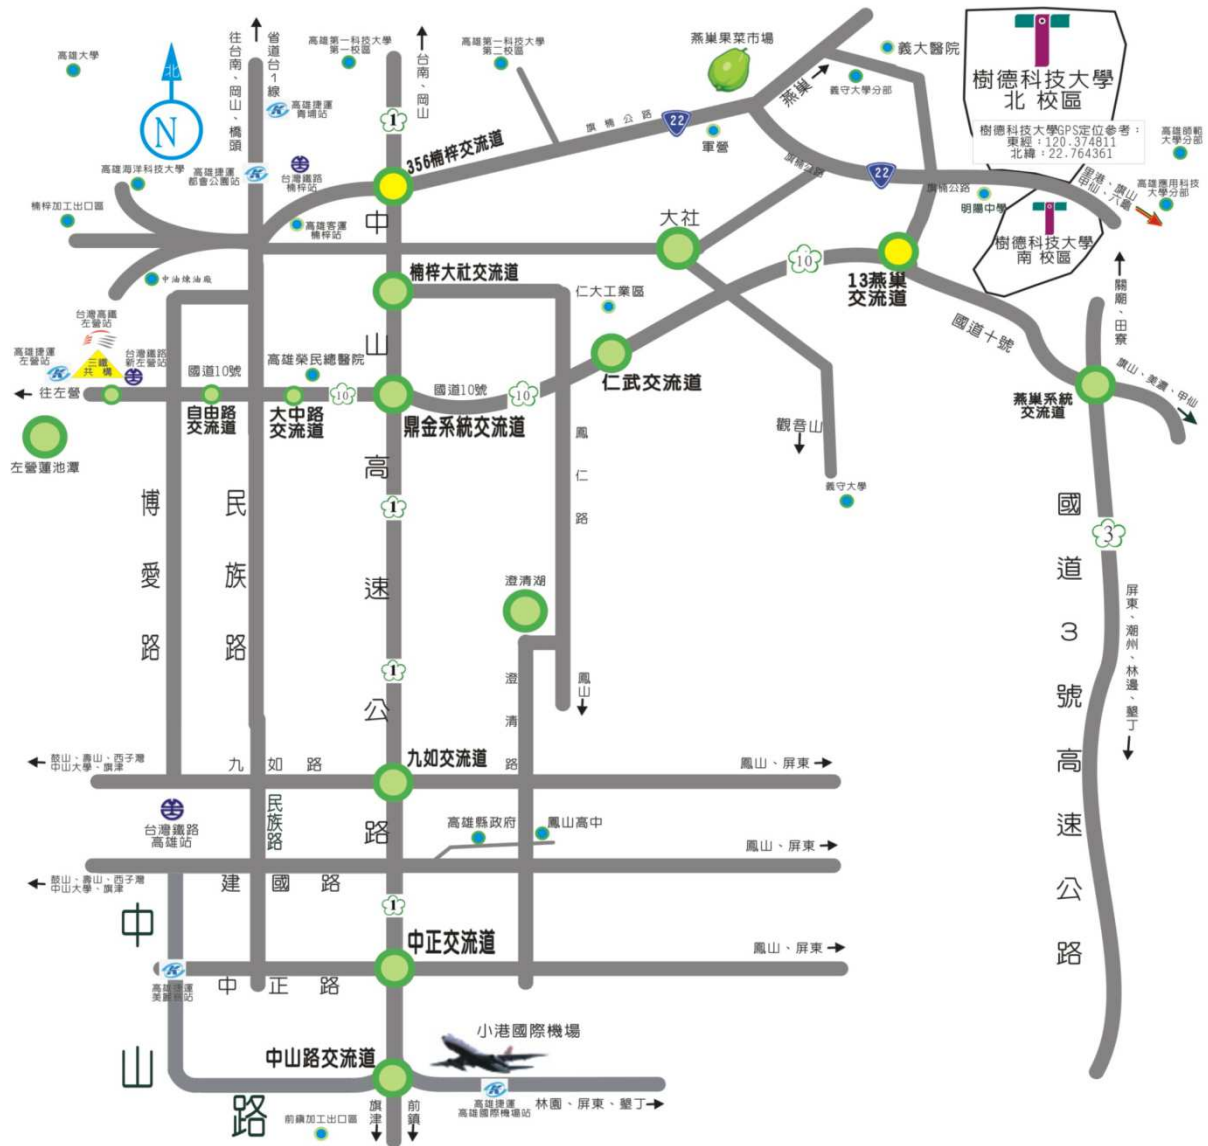 高雄大學
往台南、岡山、橋頭
省道台1線
高雄第一科技大學
第一校區
台南、岡山
高雄第一科技大學
第二校區
燕巢果菜市場
義大醫院
義守大學分部
燕巢
樹德科技大學
北 校區
樹德科技大學GPS定位參考：
東經：120.374811
北緯：22.764361
高雄師範
大學分部
高雄應用科技
大學分部
北
N
高雄捷運
青埔站
1
旗楠公路
22
軍營
356楠梓交流道
高雄海洋科技大學
高雄捷運
都會公園站
台灣鐵路
楠梓站
旗楠公路
22
旗楠公路
明陽中學
里港、旗山
甲仙、六龜
楠梓加工出口區
高雄客運
楠梓站
大社
樹德科技大學
南 校區
中油煉油廠
楠梓大社交流道
10
13燕巢
交流道
仁大工業區
國道十號
關廟、田寮
台灣高鐵
左營站
高雄捷運
左營站
三鐵
共構
台灣鐵路
新左營站
高雄榮民總醫院
國道10號
10
國道10號
10
仁武交流道
旗山、美濃、甲仙
往左營
自由路
交流道
大中路
交流道
鼎金系統交流道
燕巢系統
交流道
左營蓮池潭
觀音山
鳳仁路
義守大學
中山高速公路
1
博愛路
民族路
國道3號高速公路
3
澄清湖
屏東、潮州、林邊、墾丁
1
澄清路
鳳山
鼓山、壽山、西子灣
中山大學、旗津
九如路
九如交流道
鳳山、屏東
台灣鐵路
高雄站
民族路
高雄縣政府
鳳山高中
鳳山、屏東
鼓山、壽山、西子灣
中山大學、旗津
建國路
1
中正交流道
鳳山、屏東
高雄捷運
美麗島站
中正路
中山路
中山路交流道
小港國際機場
高雄捷運
高雄國際機場站
林園、屏東、墾丁
前鎮加工出口區
旗津
前鎮